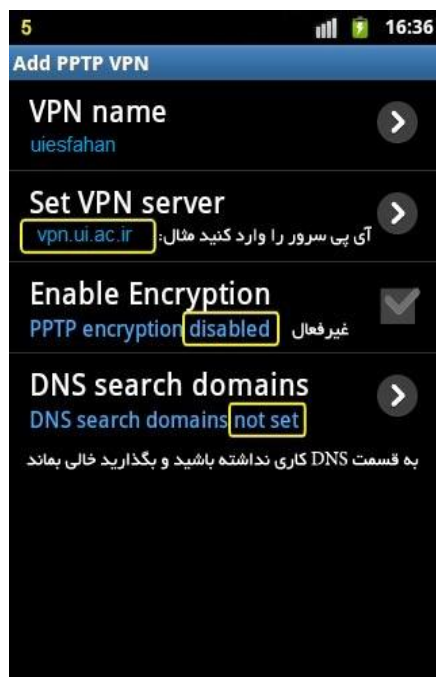 5 16:36
Add PPTP VPN
VPN name
uiesfahan
Set VPN server
آی پی سرور را وارد کنید مثال: vpn.ui.ac.ir
Enable Encryption
PPTP encryption disabled غیرفعال
DNS search domains
DNS search domains not set
به قسمت DNS کاری نداشته باشید و بگذارید خالی بماند